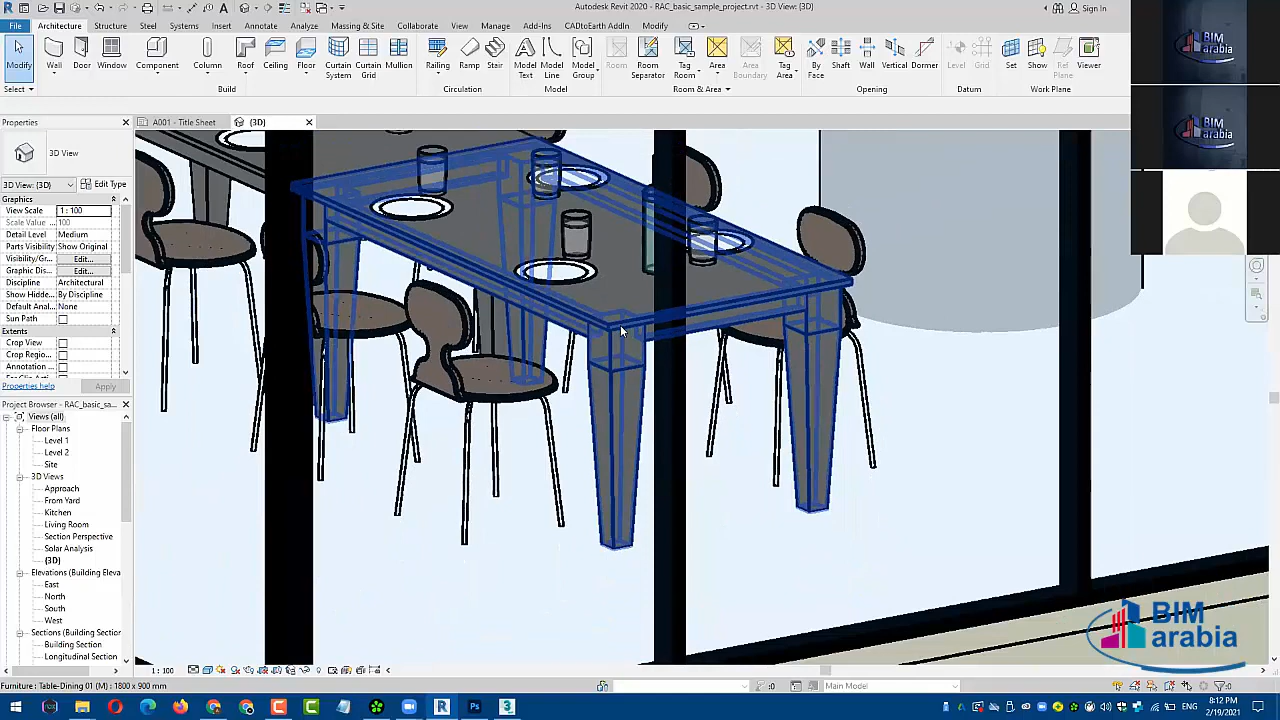 Autodesk Revit 2020 - RAC_basic_sample_project.rvt - 3D View: {3D}
Sign In
File
Architecture
Structure
Steel
Systems
Insert
Annotate
Analyze
Massing & Site
Collaborate
View
Manage
Add-Ins
CADtoEarth AddIn
Modify
Modify
Wall
Door
Window
Component
Column
Roof
Ceiling
Floor
Curtain System
Curtain Grid
Mullion
Railing
Ramp
Stair
Model Text
Model Line
Model Group
Room
Room Separator
Tag Room
Area
Area Boundary
Tag Area
By Face
Shaft
Wall
Vertical
Dormer
Level
Grid
Set
Show
Ref Plane
Viewer
Select
Build
Circulation
Model
Room & Area
Opening
Datum
Work Plane
BIM
arabia
BIM
arabia
Properties
A001 - Title Sheet
{3D}
3D View
3D View: {3D}
Edit Type
Graphics
View Scale 1 : 100
Scale Value 100
Detail Level Medium
Parts Visibility Show Original
Visibility/Gr... Edit...
Graphic Dis... Edit...
Show Hidde... By Discipline
Default Anal... None
Sun Path
Extents
Crop View
Crop Regio...
Annotation
Properties help
Apply
Project Browser - RAC_basic_sa...
Views (all)
Floor Plans
Level 1
Level 2
Site
3D Views
Approach
From Yard
Kitchen
Living Room
Section Perspective
Solar Analysis
{3D}
Elevations (Building Eleva
East
North
South
West
Sections (Building Section
Building Section
Longitudinal Section
1 : 100
BIM
arabia
Furniture : Table-Dining 01 (M) : 1800 x 900 mm
:0
Main Model
:0
ENG
8:12 PM
2/19/2021